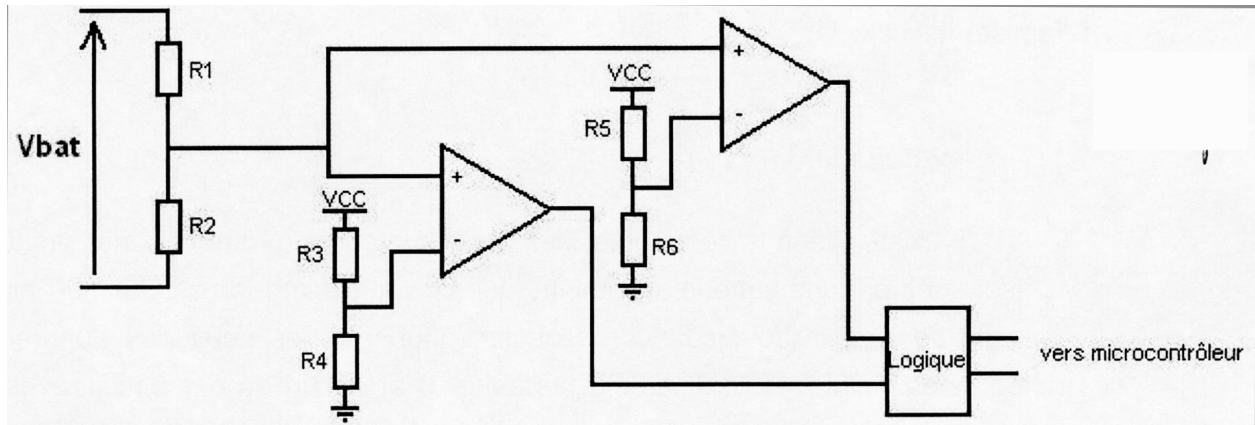 R1
Vbat
R2
VCC
R3
R4
+
-
VCC
R5
R6
+
-
Logique
vers microcontrôleur